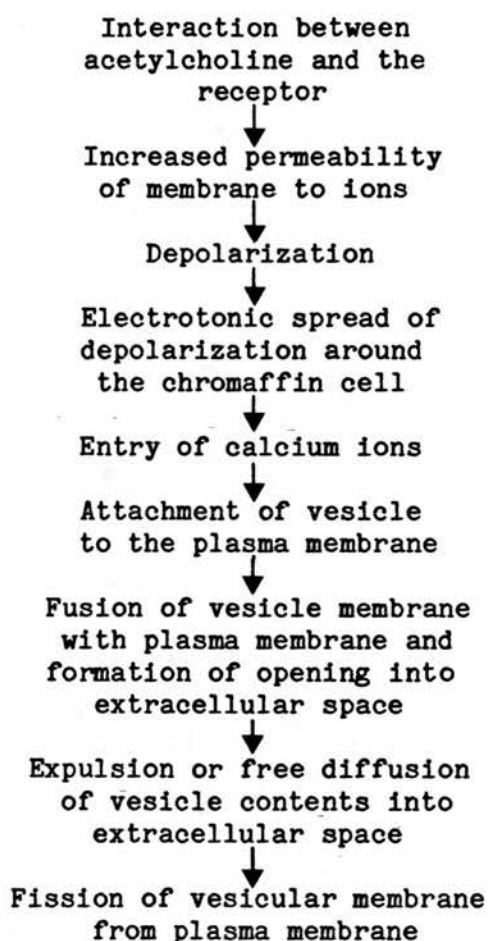 Interaction between
acetylcholine and the
receptor
Increased permeability
of membrane to ions
Depolarization
Electrotonic spread of
depolarization around
the chromaffin cell
Entry of calcium ions
Attachment of vesicle
to the plasma membrane
Fusion of vesicle membrane
with plasma membrane and
formation of opening into
extracellular space
Expulsion or free diffusion
of vesicle contents into
extracellular space
Fission of vesicular membrane
from plasma membrane